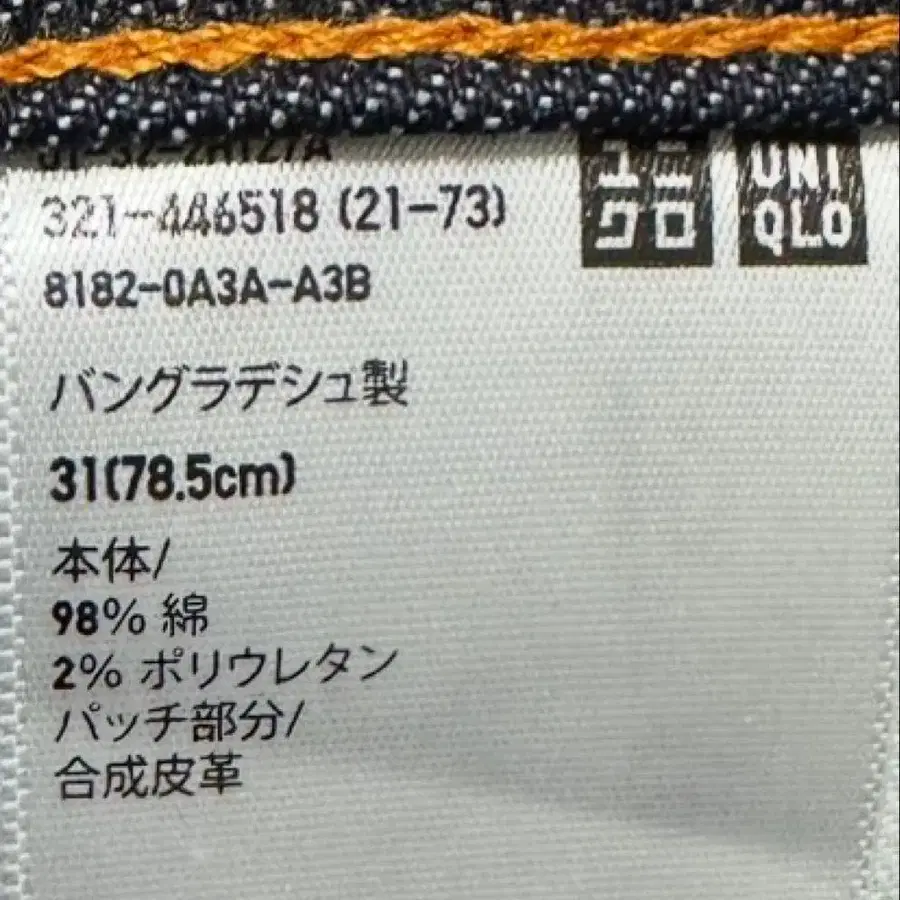 321-446518 (21-73)
ユニ
クロ
UNI
QLO
8182-0A3A-A3B
バングラデシュ製
31(78.5cm)
本体/
98% 綿
2% ポリウレタン
パッチ部分/
合成皮革